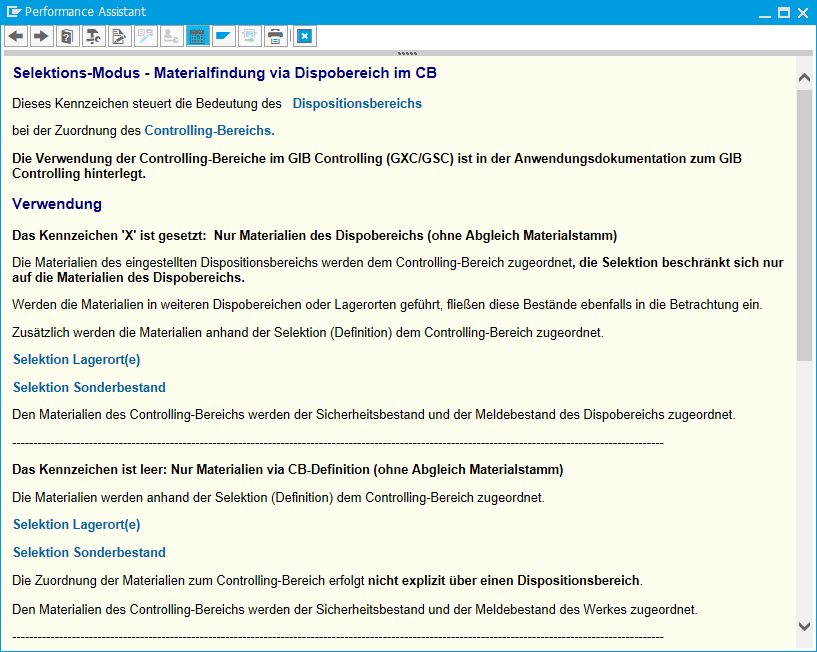 Performance Assistant
Selektions-Modus - Materialfindung via Dispobereich im CB
Dieses Kennzeichen steuert die Bedeutung des Dispositionsbereichs
bei der Zuordnung des Controlling-Bereichs.
Die Verwendung der Controlling-Bereiche im GIB Controlling (GXC/GSC) ist in der Anwendungsdokumentation zum GIB
Controlling hinterlegt.
Verwendung
Das Kennzeichen 'X' ist gesetzt: Nur Materialien des Dispobereichs (ohne Abgleich Materialstamm)
Die Materialien des eingestellten Dispositionsbereichs werden dem Controlling-Bereich zugeordnet, die Selektion beschränkt sich nur
auf die Materialien des Dispobereichs.
Werden die Materialien in weiteren Dispobereichen oder Lagerorten geführt, fließen diese Bestände ebenfalls in die Betrachtung ein.
Zusätzlich werden die Materialien anhand der Selektion (Definition) dem Controlling-Bereich zugeordnet.
Selektion Lagerort(e)
Selektion Sonderbestand
Den Materialien des Controlling-Bereichs werden der Sicherheitsbestand und der Meldebestand des Dispobereichs zugeordnet.
Das Kennzeichen ist leer: Nur Materialien via CB-Definition (ohne Abgleich Materialstamm)
Die Materialien werden anhand der Selektion (Definition) dem Controlling-Bereich zugeordnet.
Selektion Lagerort(e)
Selektion Sonderbestand
Die Zuordnung der Materialien zum Controlling-Bereich erfolgt nicht explizit über einen Dispositionsbereich.
Den Materialien des Controlling-Bereichs werden der Sicherheitsbestand und der Meldebestand des Werkes zugeordnet.